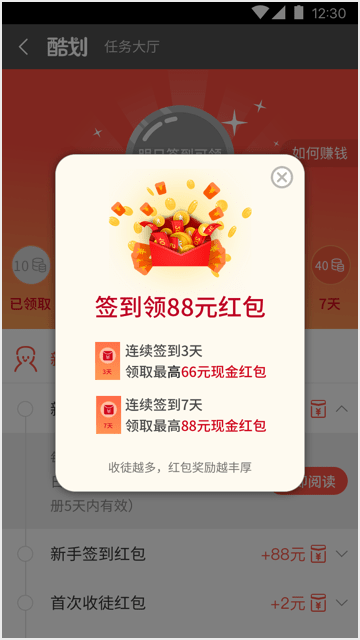 12:30
酷划 任务大厅
明日签到可领
如何赚钱
10
40
已领取
7天
签到领88元红包
3天
连续签到3天
领取最高66元现金红包
7天
连续签到7天
领取最高88元现金红包
收徒越多，红包奖励越丰厚
阅读
册5天内有效）
新手签到红包 +88元
首次收徒红包 +2元